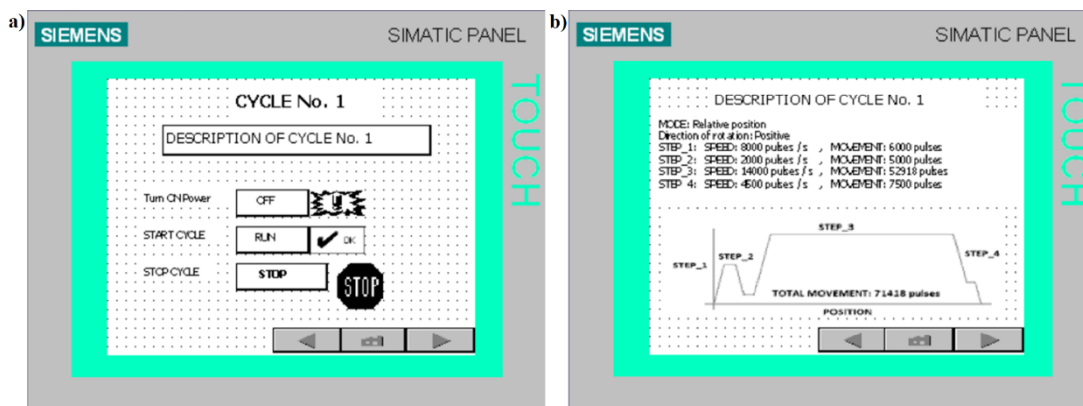 a)
SIEMENS
SIMATIC PANEL
TOUCH
CYCLE No. 1
DESCRIPTION OF CYCLE No. 1
Turn ON Power
OFF
START CYCLE
RUN
OK
STOP CYCLE
STOP
STOP
b)
SIEMENS
SIMATIC PANEL
TOUCH
DESCRIPTION OF CYCLE No. 1
MODE: Relative position
Direction of rotation: Positive
STEP_1: SPEED: 8000 pulses / s , MOVEMENT: 6000 pulses
STEP_2: SPEED: 2000 pulses / s , MOVEMENT: 5000 pulses
STEP_3: SPEED: 14000 pulses / s , MOVEMENT: 52918 pulses
STEP_4: SPEED: 4500 pulses / s , MOVEMENT: 7500 pulses
STEP_3
STEP_2
STEP_4
STEP_1
TOTAL MOVEMENT: 71418 pulses
POSITION